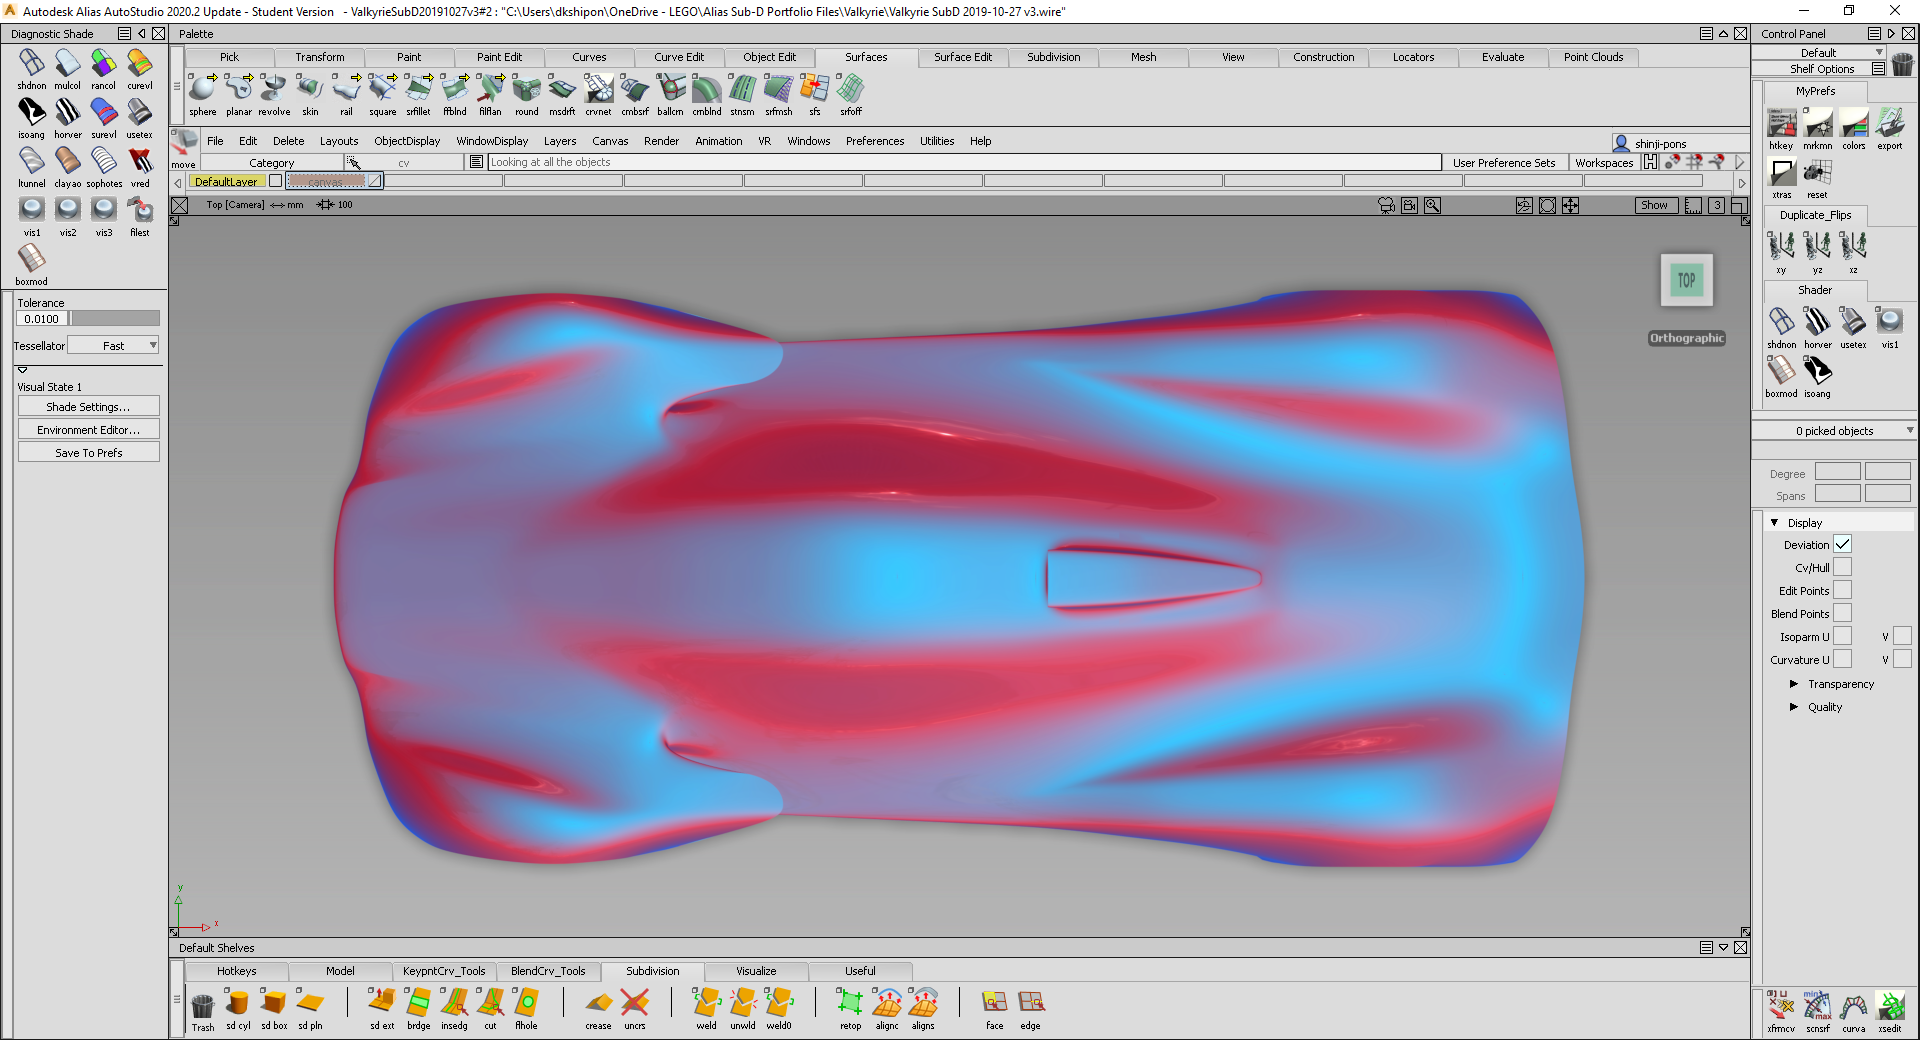 Autodesk Alias AutoStudio 2020.2 Update - Student Version - ValkyrieSubD20191027v3#2 : "C:\Users\dkshipon\OneDrive - LEGO\Alias Sub-D Portfolio Files\Valkyrie\Valkyrie SubD 2019-10-27 v3.wire"
Diagnostic Shade
Palette
Control Panel
Pick Transform Paint Paint Edit Curves Curve Edit Object Edit Surfaces Surface Edit Subdivision Mesh View Construction Locators Evaluate Point Clouds
Default
Shelf Options
shdnon mulcol rancol curevl
sphere planar revolve skin rail square srfillet ffblnd filflan round msdrft crvnet cmbsrf ballcrn crnblnd stnsrn srfmsh sfs srfoff
MyPrefs
isoang horver surevl usetex
File Edit Delete Layouts ObjectDisplay WindowDisplay Layers Canvas Render Animation VR Windows Preferences Utilities Help
shinji-pons
htkey mrkmn colors export
move Category cv Looking at all the objects User Preference Sets Workspaces
ltunnel clayao sophotes vred
DefaultLayer canvas
xtras reset
Top [Camera] mm 100
Show 3
vis1 vis2 vis3 filest
Duplicate_Flips
xy yz xz
boxmod
TOP
Orthographic
Shader
shdnon horver usetex vis1
boxmod isoang
Tolerance
0.0100
Tessellator Fast
Visual State 1
Shade Settings...
Environment Editor...
Save To Prefs
0 picked objects
Degree
Spans
Display
Deviation
Cv/Hull
Edit Points
Blend Points
Isoparm U V
Curvature U V
Transparency
Quality
y
x
Default Shelves
Hotkeys Model KeypntCrv_Tools BlendCrv_Tools Subdivision Visualize Useful
Trash sd cyl sd box sd pln sd ext brdge insedg cut flhole crease uncrs weld unwld weld0 retop alignc aligns face edge
min
max
xfrmcv scnsrf curva xsedit